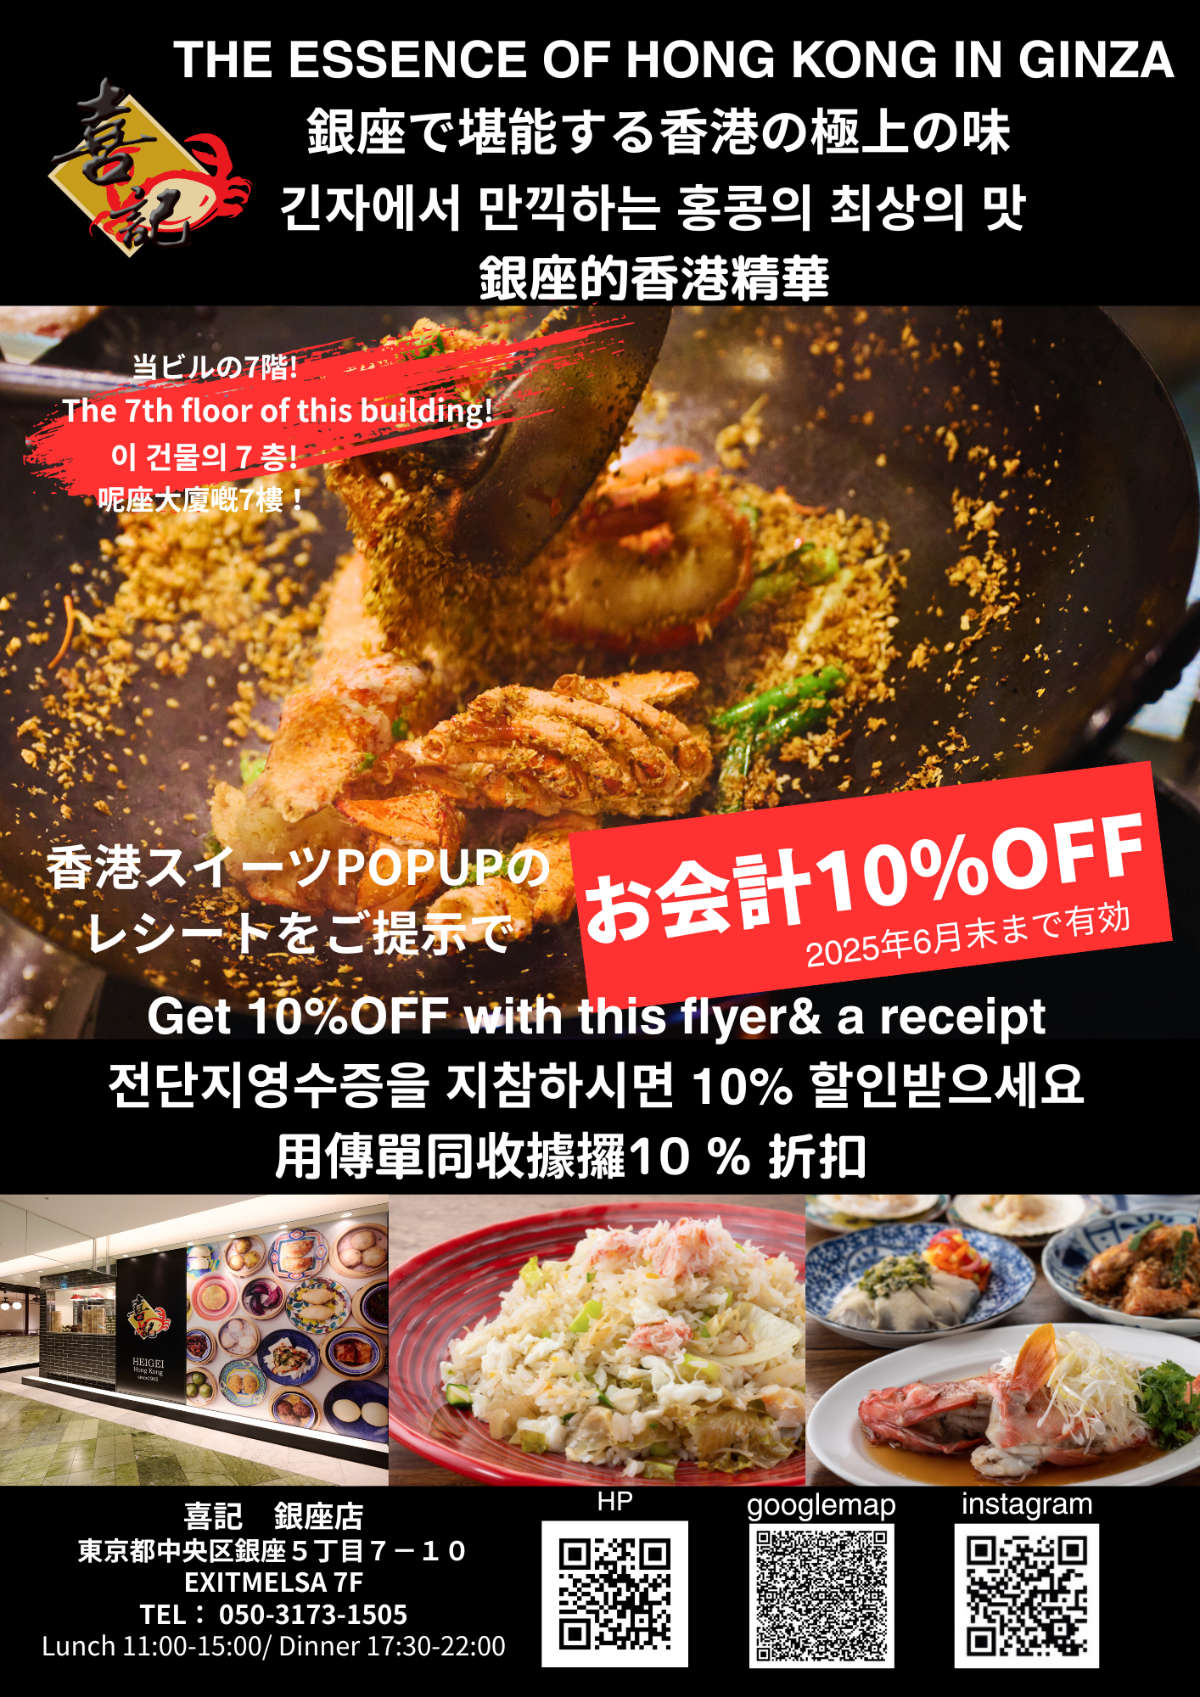 THE ESSENCE OF HONG KONG IN GINZA
銀座で堪能する香港の極上の味
긴자에서 만끽하는 홍콩의 최상의 맛
銀座的香港精華
喜記
当ビルの7階!
The 7th floor of this building!
이 건물의 7 층!
呢座大廈嘅7樓！
香港スイーツPOPUPの
レシートをご提示で
お会計10%OFF
2025年6月末まで有効
Get 10%OFF with this flyer& a receipt
전단지영수증을 지참하시면 10% 할인받으세요
用傳單同收據攞10 % 折扣
喜記
HEIGEI
Hong Kong
喜記　銀座店
東京都中央区銀座５丁目７－１０
EXITMELSA 7F
TEL： 050-3173-1505
Lunch 11:00-15:00/ Dinner 17:30-22:00
HP
googlemap
instagram